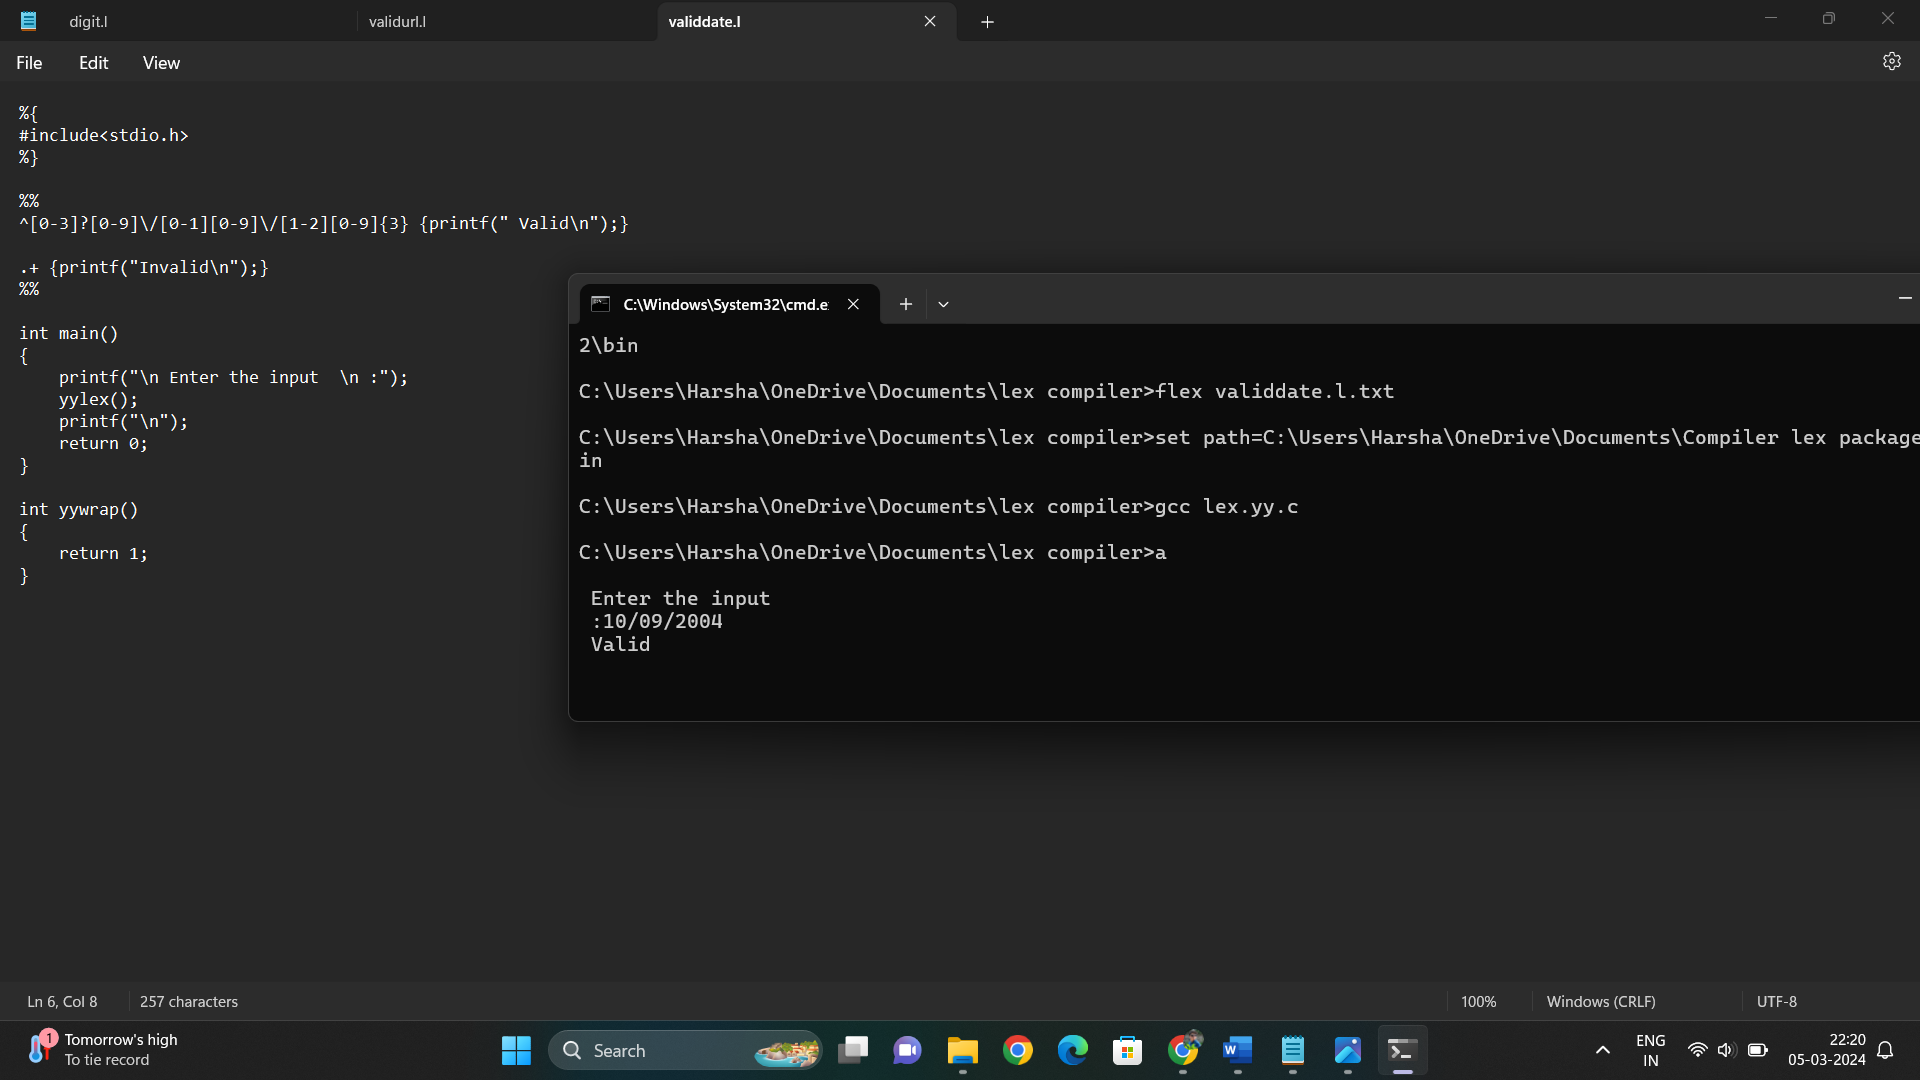 digit.l
validurl.l
validdate.l
File Edit View
%{
#include<stdio.h>
%}
%%
^[0-3]?[0-9]\/[0-1][0-9]\/[1-2][0-9]{3} {printf(" Valid\n");}
.+ {printf("Invalid\n");}
%%
int main()
{
    printf("\n Enter the input  \n :");
    yylex();
    printf("\n");
    return 0;
}
int yywrap()
{
    return 1;
}
C:\Windows\System32\cmd.e
2\bin
C:\Users\Harsha\OneDrive\Documents\lex compiler>flex validdate.l.txt
C:\Users\Harsha\OneDrive\Documents\lex compiler>set path=C:\Users\Harsha\OneDrive\Documents\Compiler lex package
in
C:\Users\Harsha\OneDrive\Documents\lex compiler>gcc lex.yy.c
C:\Users\Harsha\OneDrive\Documents\lex compiler>a
 Enter the input
 :10/09/2004
 Valid
Ln 6, Col 8
257 characters
100%
Windows (CRLF)
UTF-8
1
Tomorrow's high
To tie record
Search
W
ENG
IN
22:20
05-03-2024